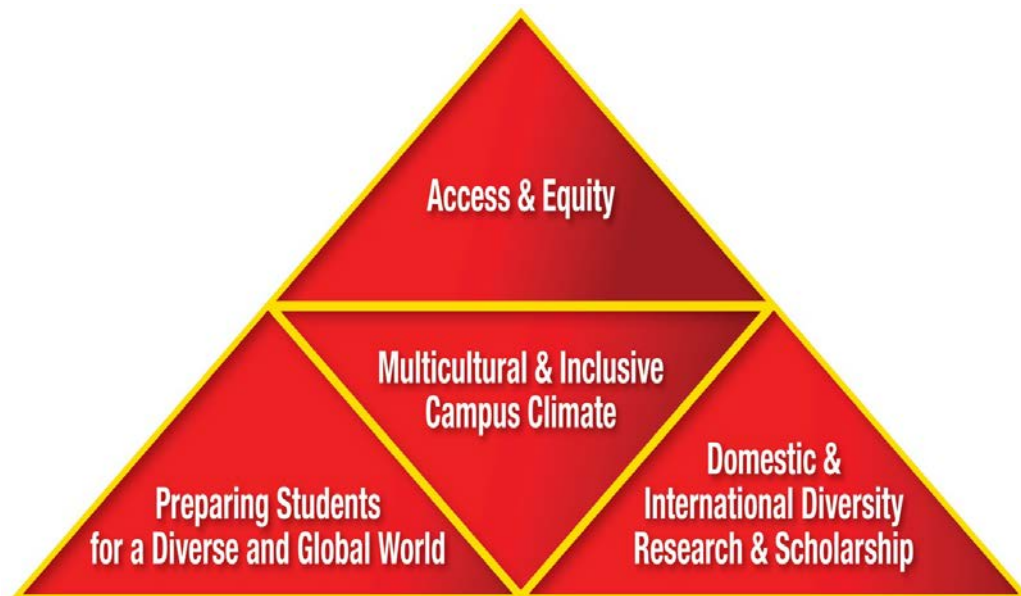 Access & Equity
Multicultural & Inclusive
Campus Climate
Preparing Students
for a Diverse and Global World
Domestic &
International Diversity
Research & Scholarship